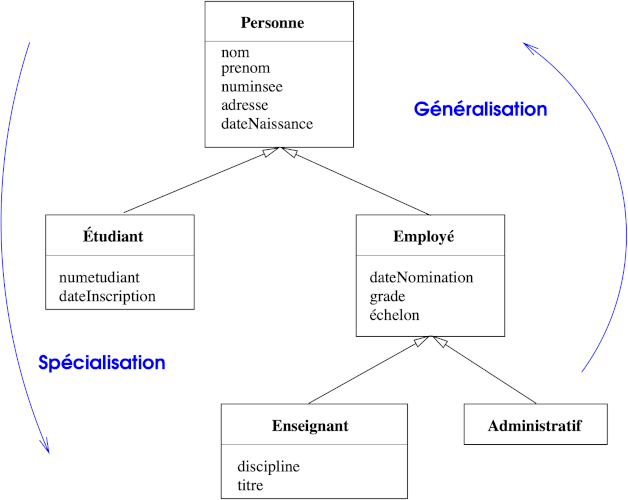 Personne
nom
prenom
numinsee
adresse
dateNaissance
Généralisation
Étudiant
numetudiant
dateInscription
Employé
dateNomination
grade
échelon
Spécialisation
Enseignant
discipline
titre
Administratif